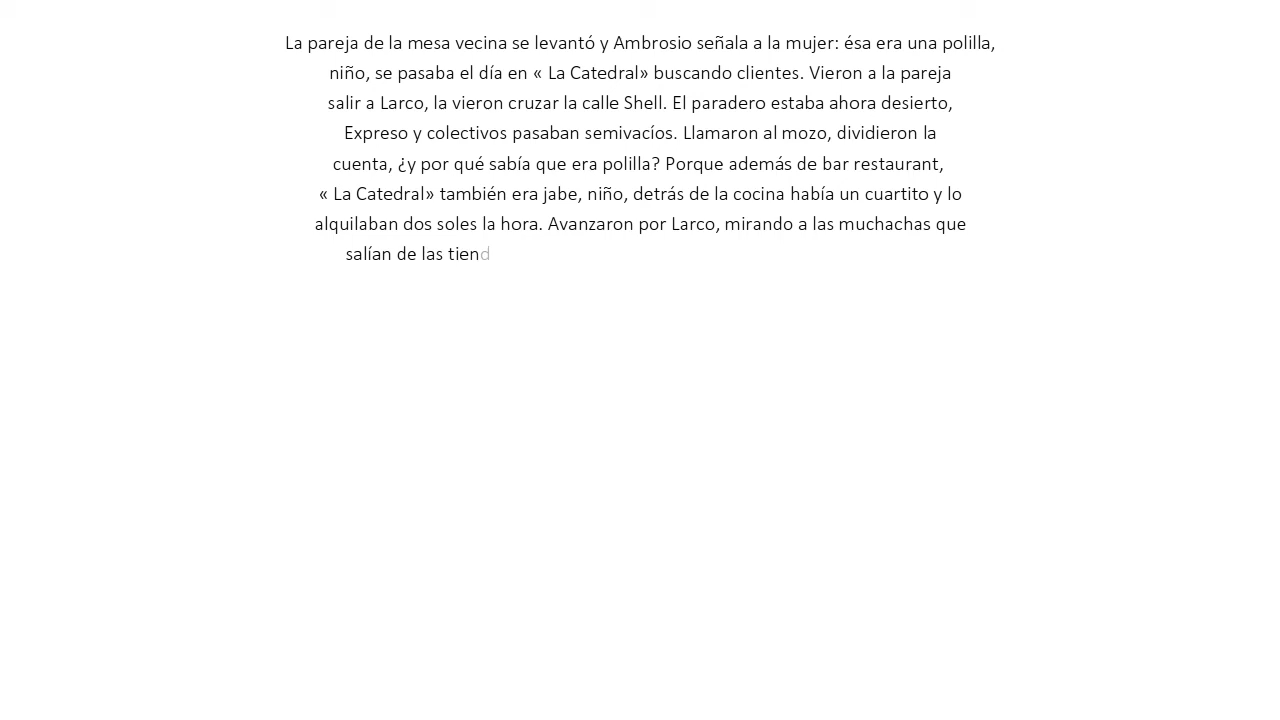 La pareja de la mesa vecina se levantó y Ambrosio señala a la mujer: ésa era una polilla,
niño, se pasaba el día en « La Catedral» buscando clientes. Vieron a la pareja
salir a Larco, la vieron cruzar la calle Shell. El paradero estaba ahora desierto,
Expreso y colectivos pasaban semivacíos. Llamaron al mozo, dividieron la
cuenta, ¿y por qué sabía que era polilla? Porque además de bar restaurant,
« La Catedral» también era jabe, niño, detrás de la cocina había un cuartito y lo
alquilaban dos soles la hora. Avanzaron por Larco, mirando a las muchachas que
salían de las tiend